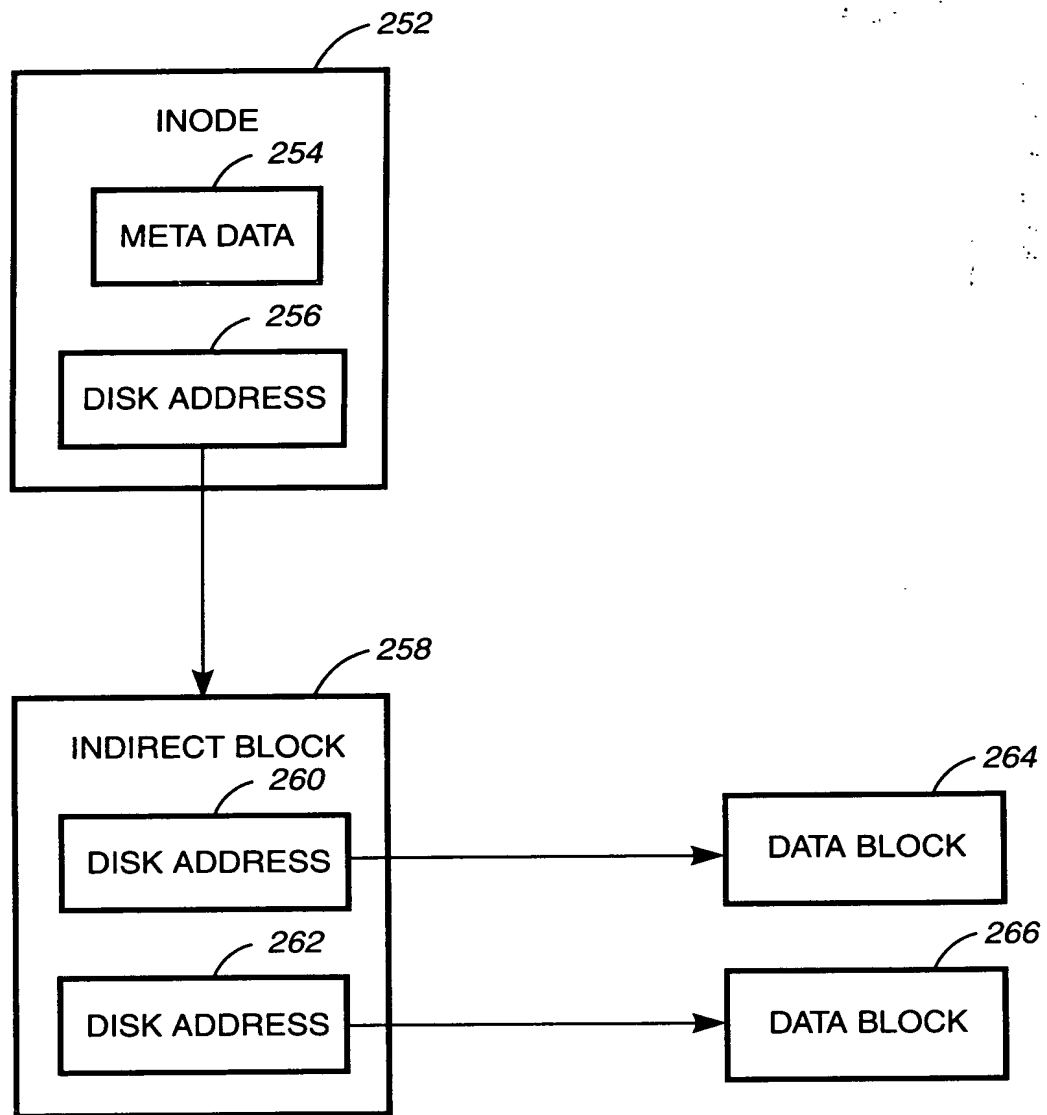 252
INODE
254
META DATA
256
DISK ADDRESS
258
INDIRECT BLOCK
260
264
DISK ADDRESS
DATA BLOCK
262
266
DISK ADDRESS
DATA BLOCK